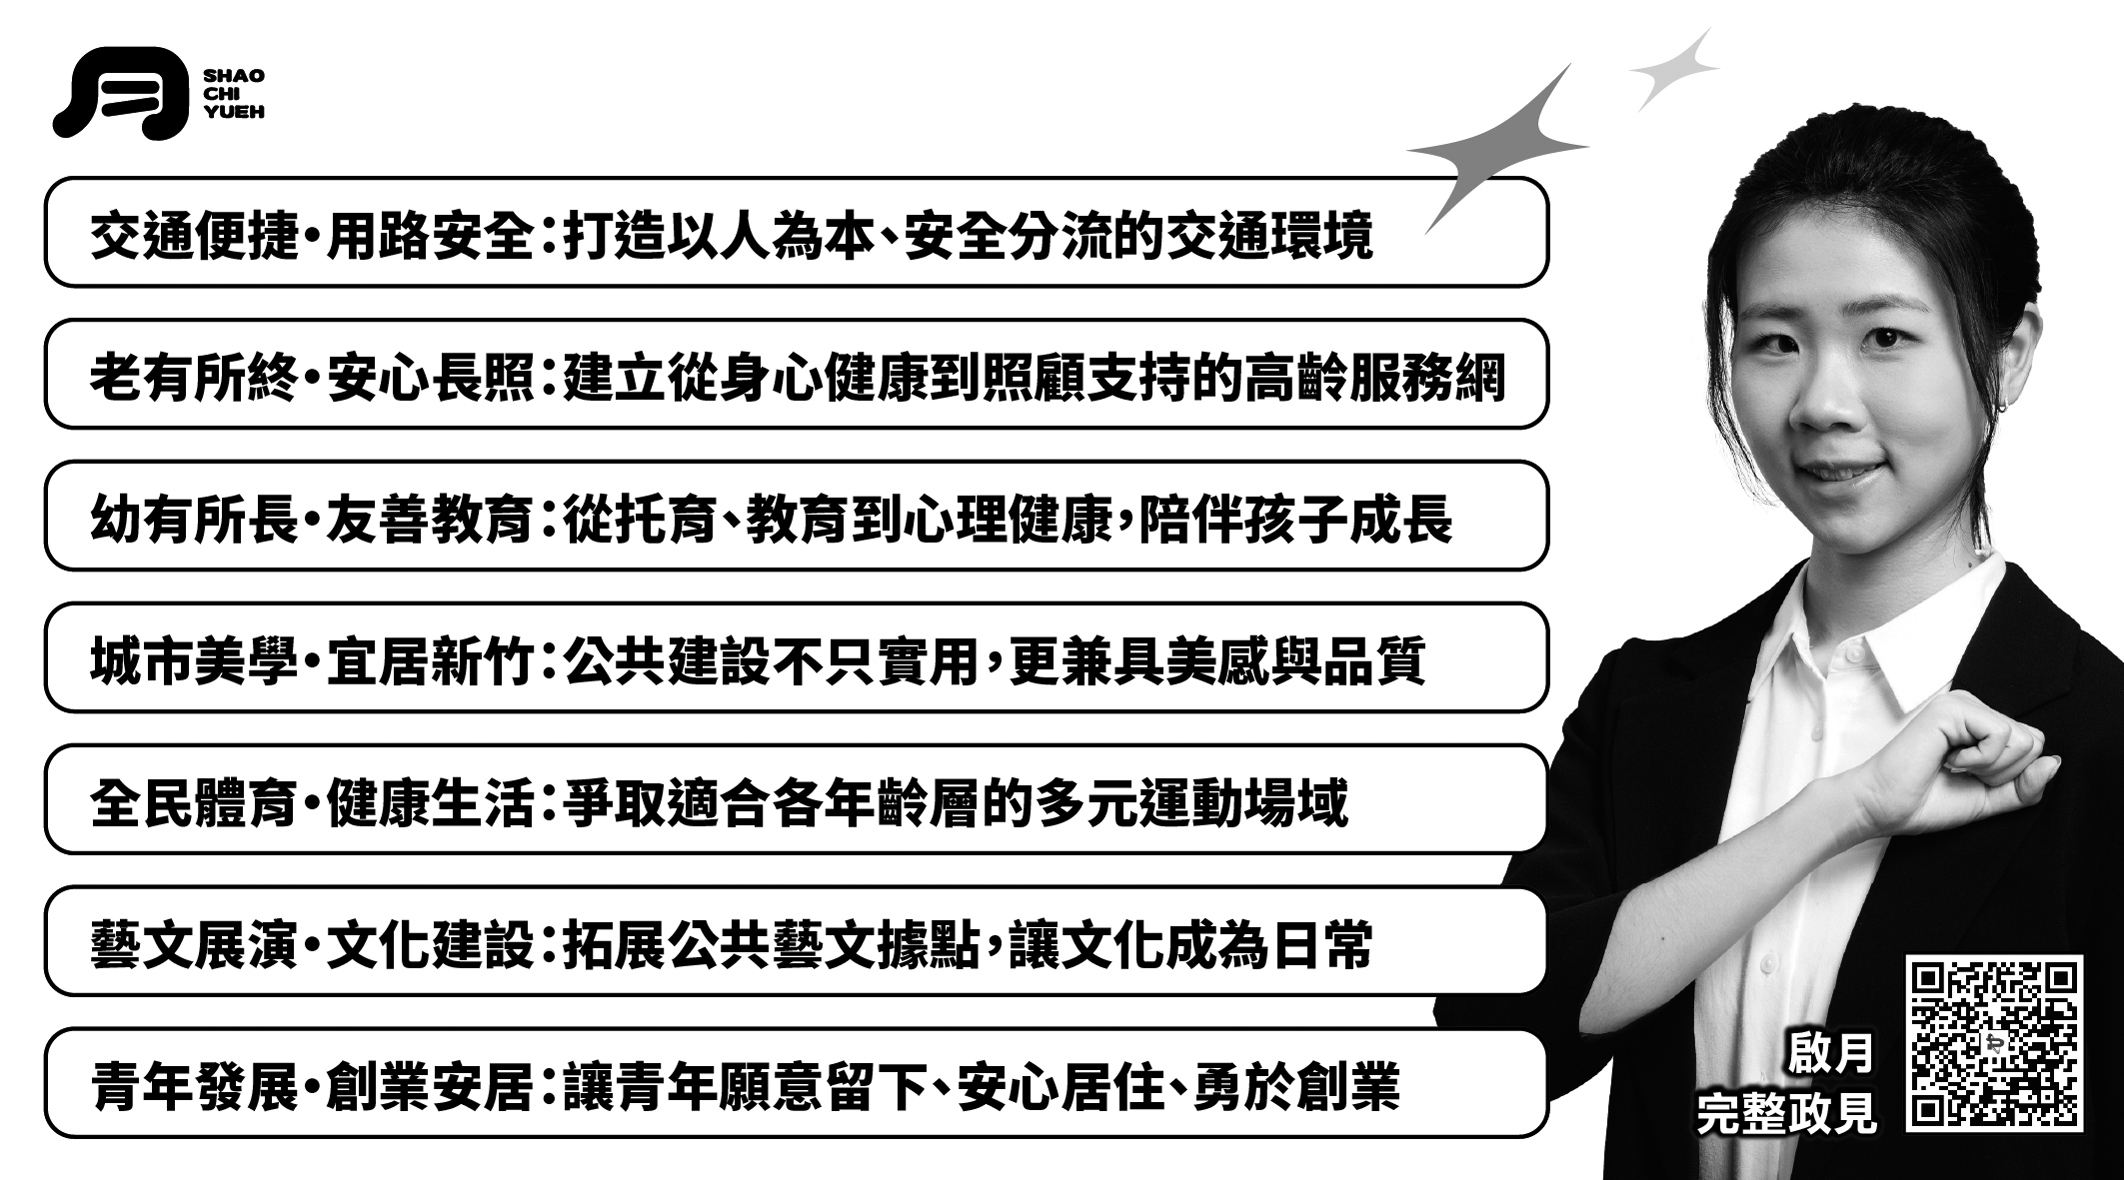 月
SHAO
CHI
YUEH
交通便捷•用路安全：打造以人為本、安全分流的交通環境
老有所終•安心長照：建立從身心健康到照顧支持的高齡服務網
幼有所長•友善教育：從托育、教育到心理健康，陪伴孩子成長
城市美學•宜居新竹：公共建設不只實用，更兼具美感與品質
全民體育•健康生活：爭取適合各年齡層的多元運動場域
藝文展演•文化建設：拓展公共藝文據點，讓文化成為日常
青年發展•創業安居：讓青年願意留下、安心居住、勇於創業
啟月
完整政見